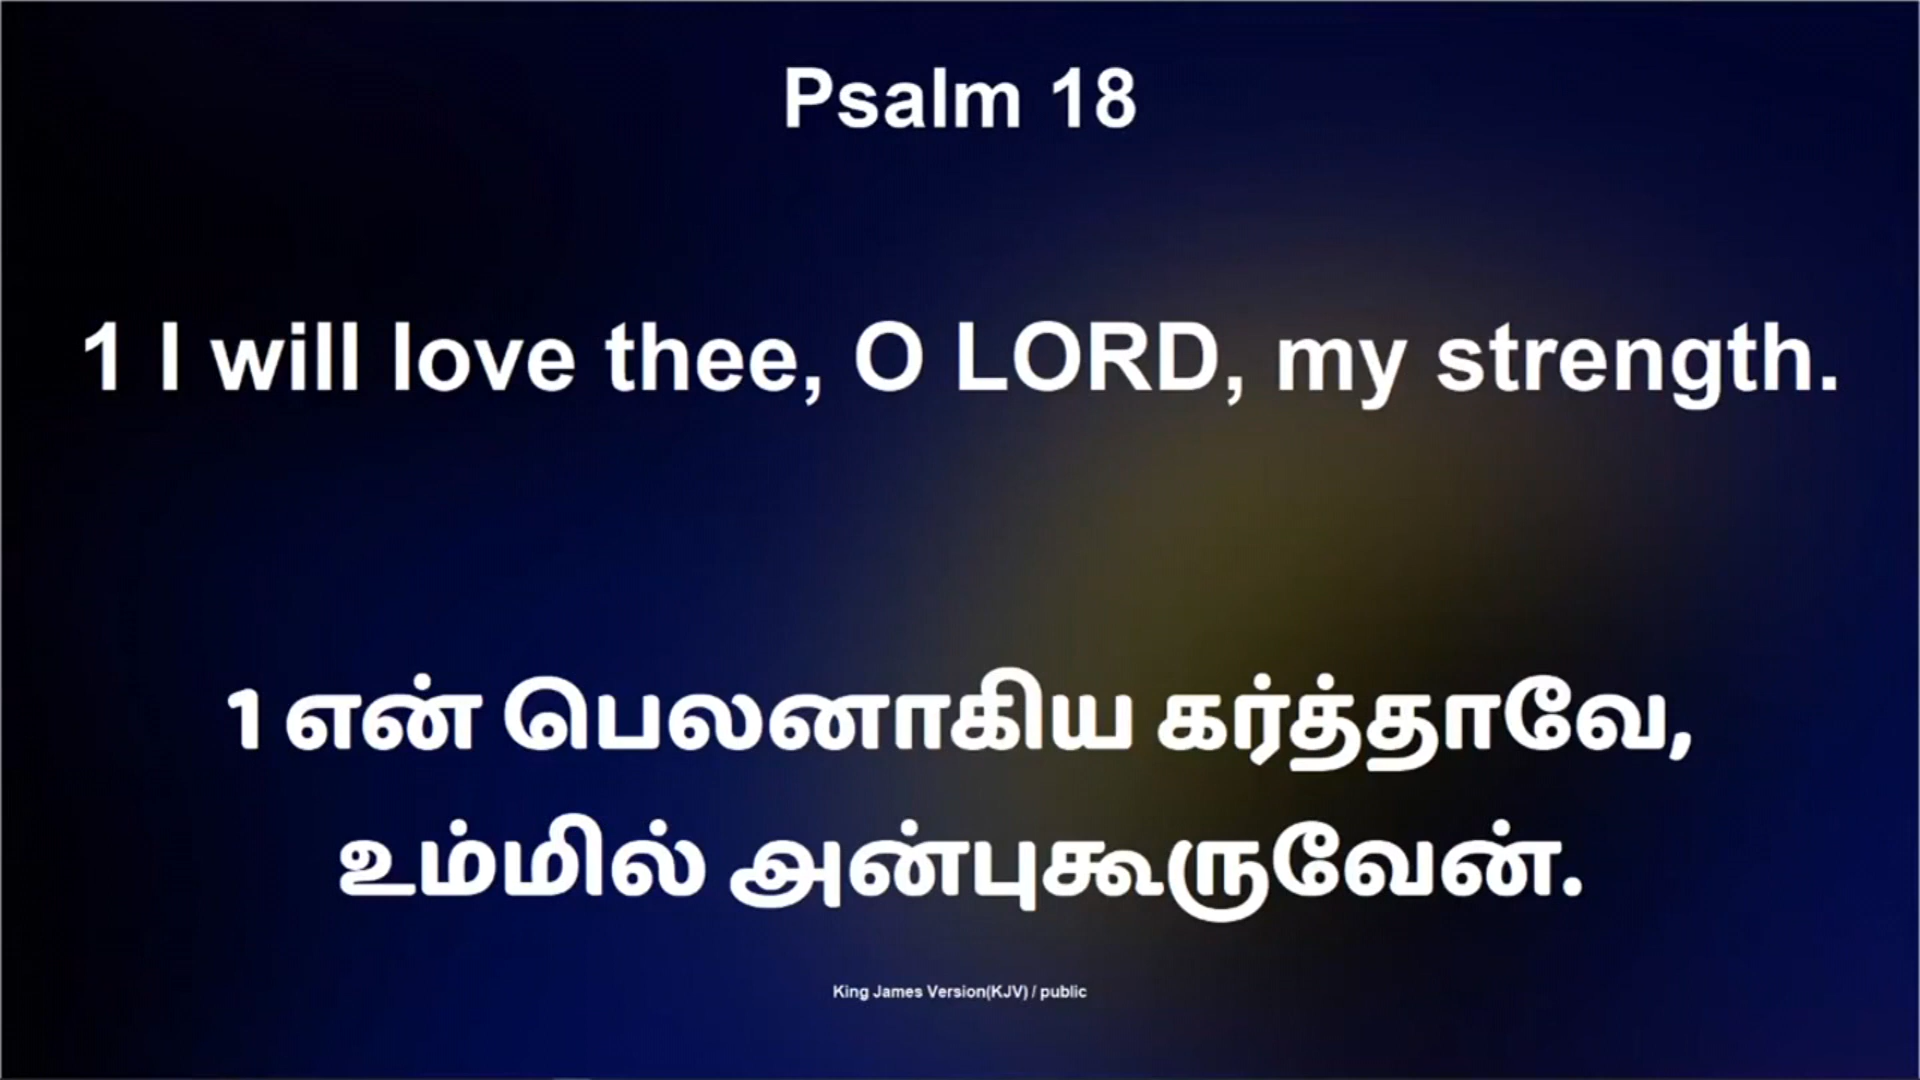 Psalm 18
1 I will love thee, O LORD, my strength.
1 என் பெலனாகிய கர்த்தாவே,
உம்மில் அன்புகூருவேன்.
King James Version(KJV) / public